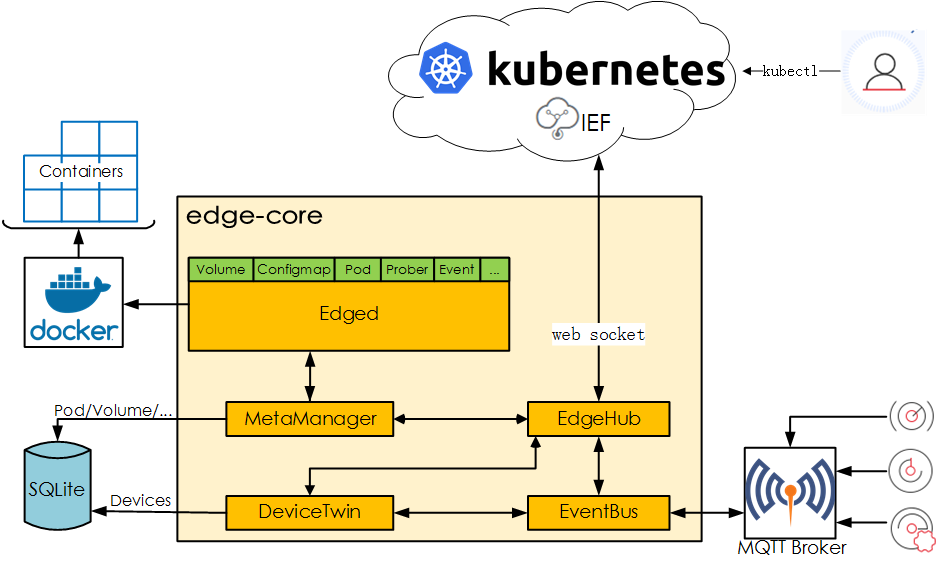 kubernetes
kubectl
IEF
Containers
edge-core
Volume
Configmap
Pod
Prober
Event
...
Edged
docker
web socket
Pod/Volume/...
MetaManager
EdgeHub
SQLite
Devices
DeviceTwin
EventBus
MQTT Broker